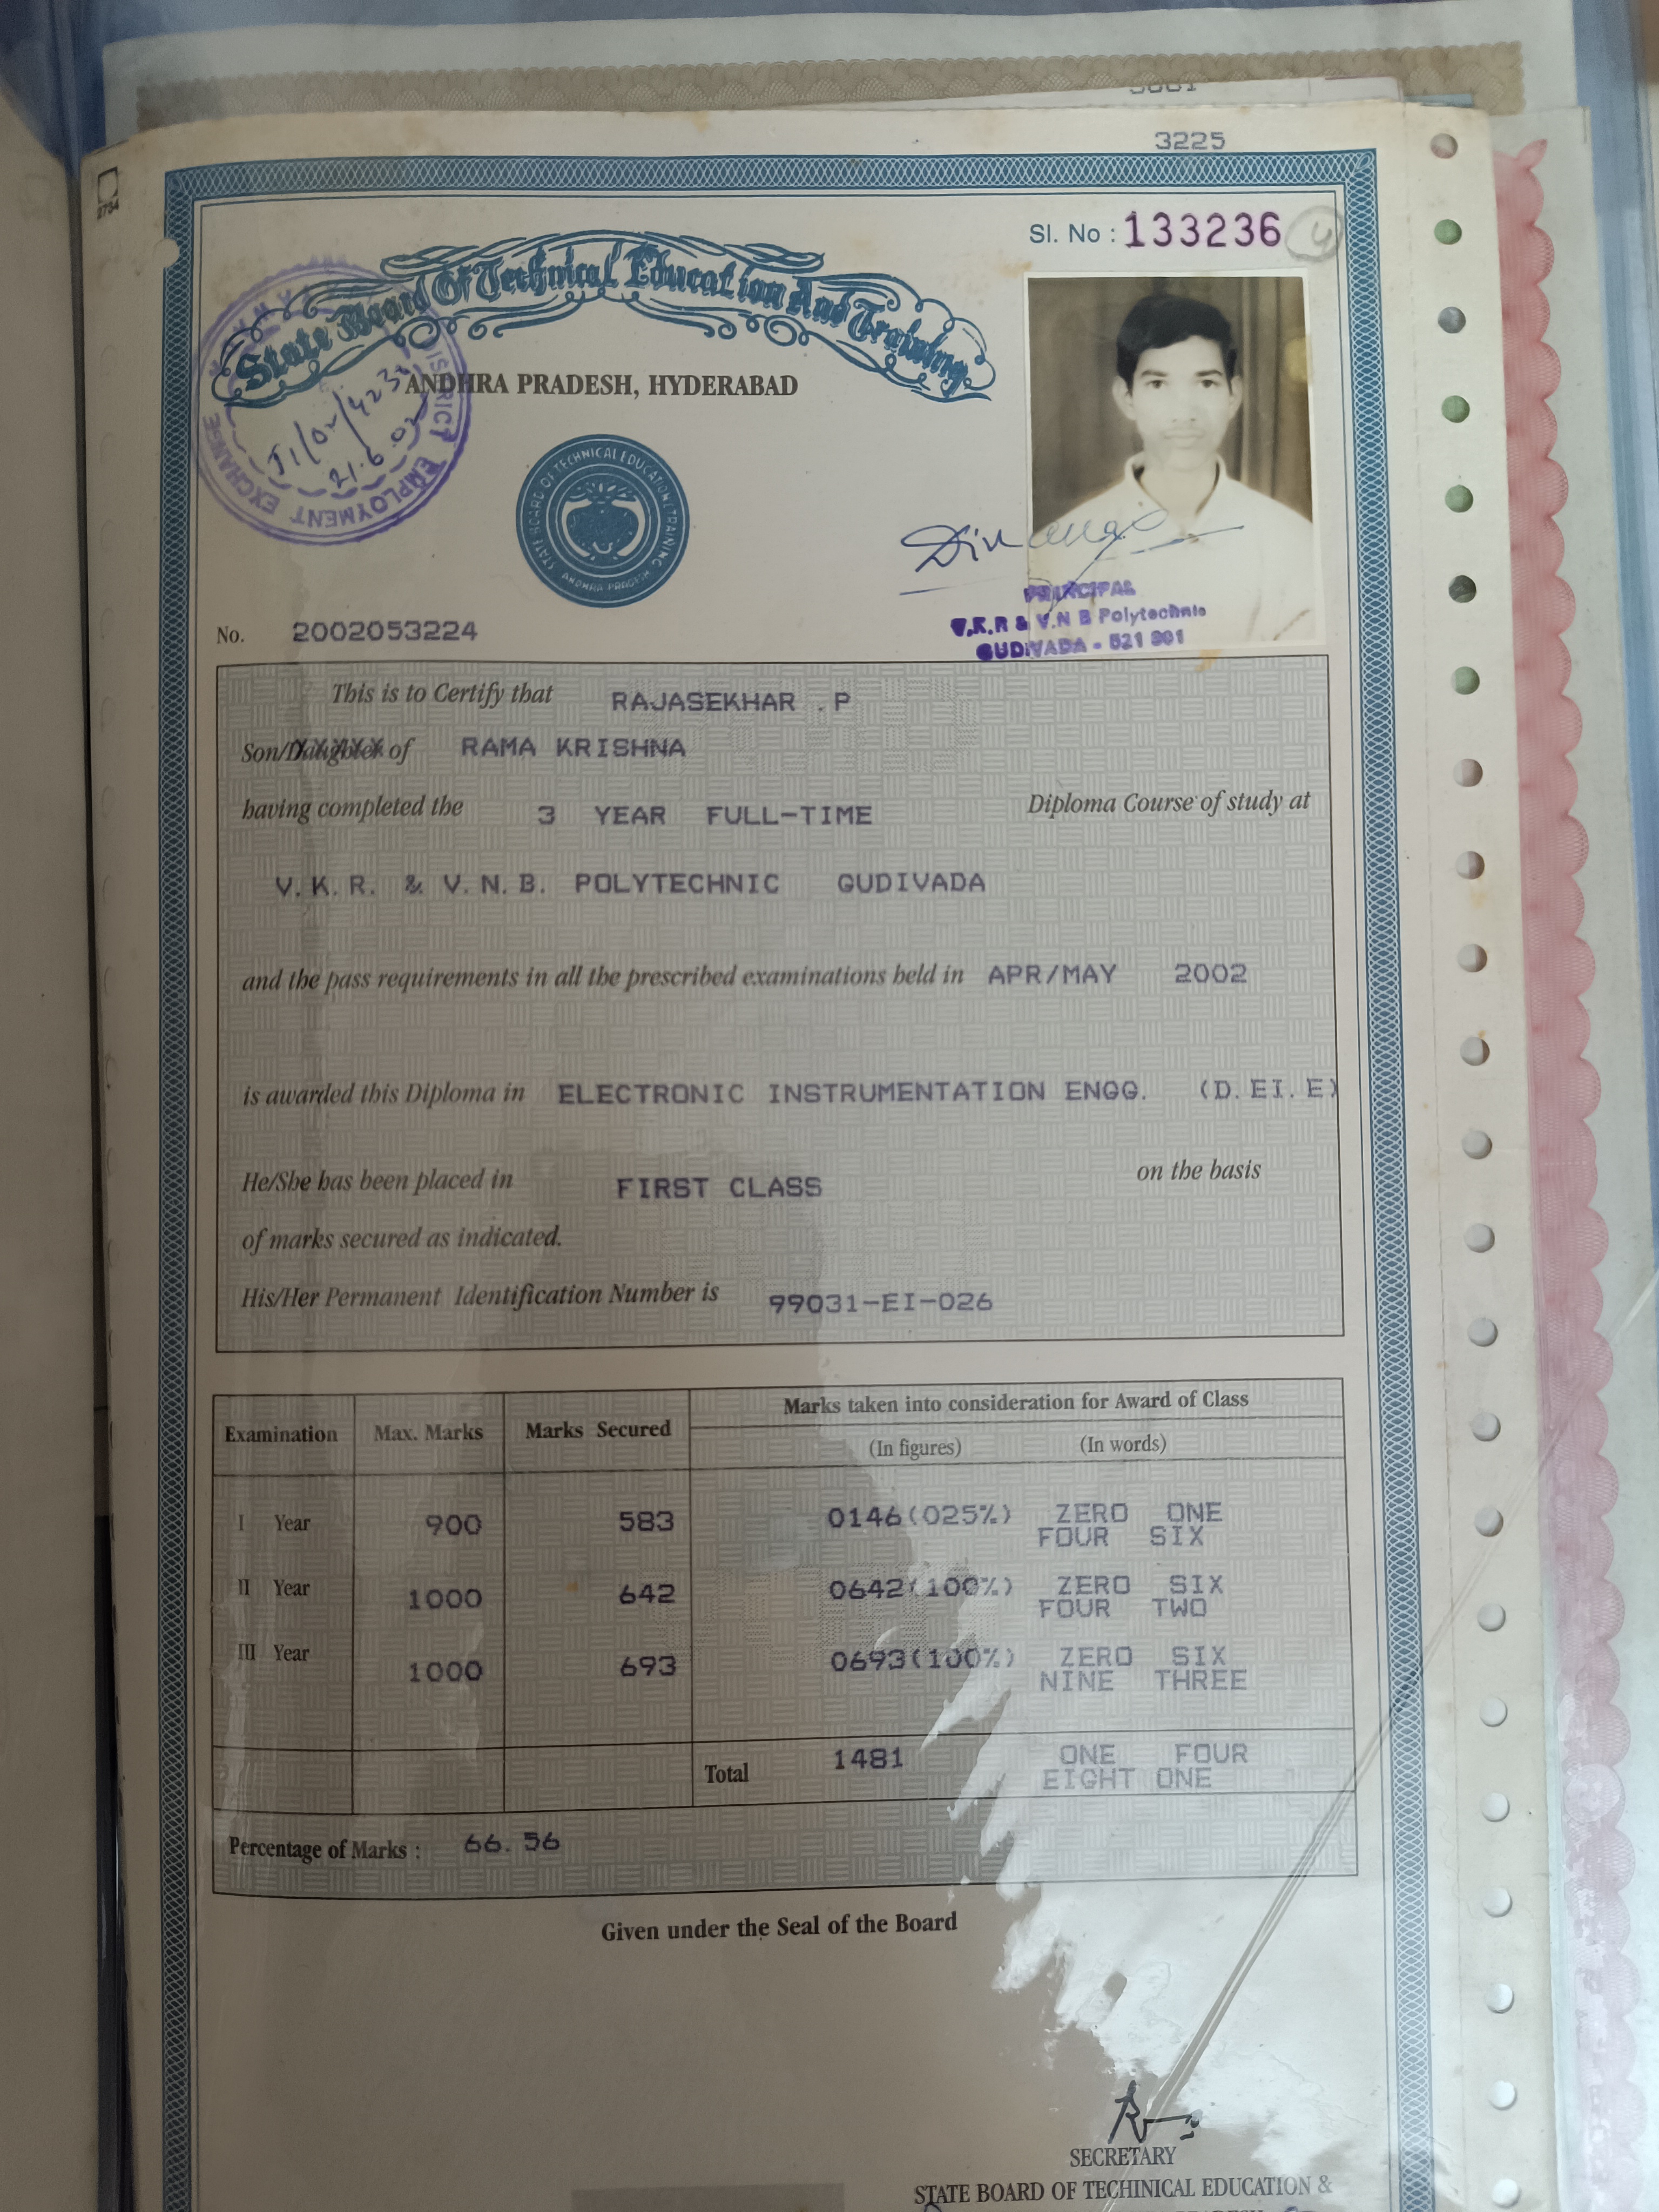 3225
Sl. No : 133236
State Board Of Technical Education And Training
ANDHRA PRADESH, HYDERABAD
DISTRICT EMPLOYMENT EXCHANGE
21.6.02
STATE BOARD OF TECHNICAL EDUCATION & TRAINING
ANDHRA PRADESH
PRINCIPAL
V.K.R & V.N B Polytechnic
GUDIVADA - 521 301
No. 2002053224
This is to Certify that RAJASEKHAR . P
Son/Daughter of RAMA KRISHNA
having completed the 3 YEAR FULL-TIME Diploma Course of study at
V.K.R. & V.N.B. POLYTECHNIC GUDIVADA
and the pass requirements in all the prescribed examinations held in APR/MAY 2002
is awarded this Diploma in ELECTRONIC INSTRUMENTATION ENGG. (D.EI.E)
He/She has been placed in FIRST CLASS on the basis
of marks secured as indicated.
His/Her Permanent Identification Number is 99031-EI-026
Examination Max. Marks Marks Secured Marks taken into consideration for Award of Class
(In figures) (In words)
I Year 900 583 0146(025%) ZERO ONE
FOUR SIX
II Year 1000 642 0642(100%) ZERO SIX
FOUR TWO
III Year 1000 693 0693(100%) ZERO SIX
NINE THREE
Total 1481 ONE FOUR
EIGHT ONE
Percentage of Marks : 66.56
Given under the Seal of the Board
SECRETARY
STATE BOARD OF TECHINICAL EDUCATION &